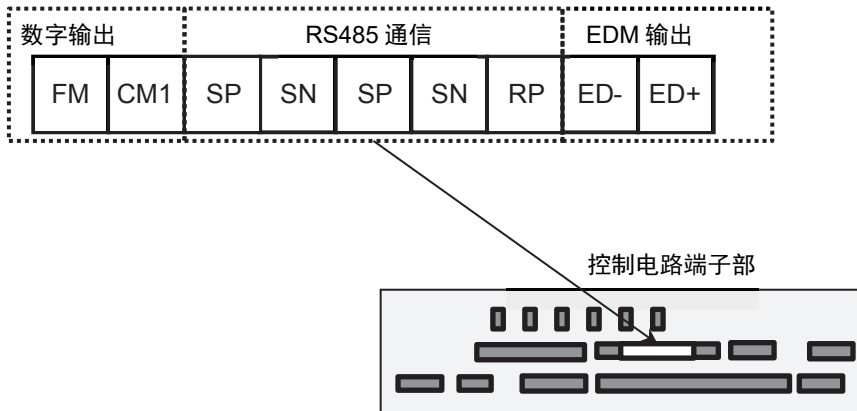 数字输出 RS485 通信 EDM 输出
FM CM1 SP SN SP SN RP ED- ED+
控制电路端子部